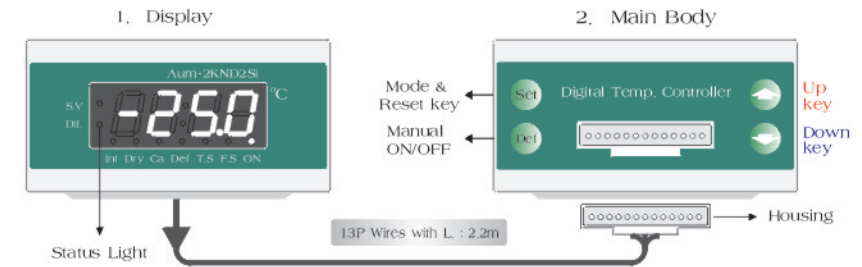 1. Display
Aum-2KND2Si
-25.0 °C
S.V
Dif.
Int Dry Ca Def T.S F.S ON
Status Light
13P Wires with L. : 2.2m
2. Main Body
Mode &
Reset key
Set
Digital Temp. Controller
Up
key
Manual
ON/OFF
Def
Down
key
Housing